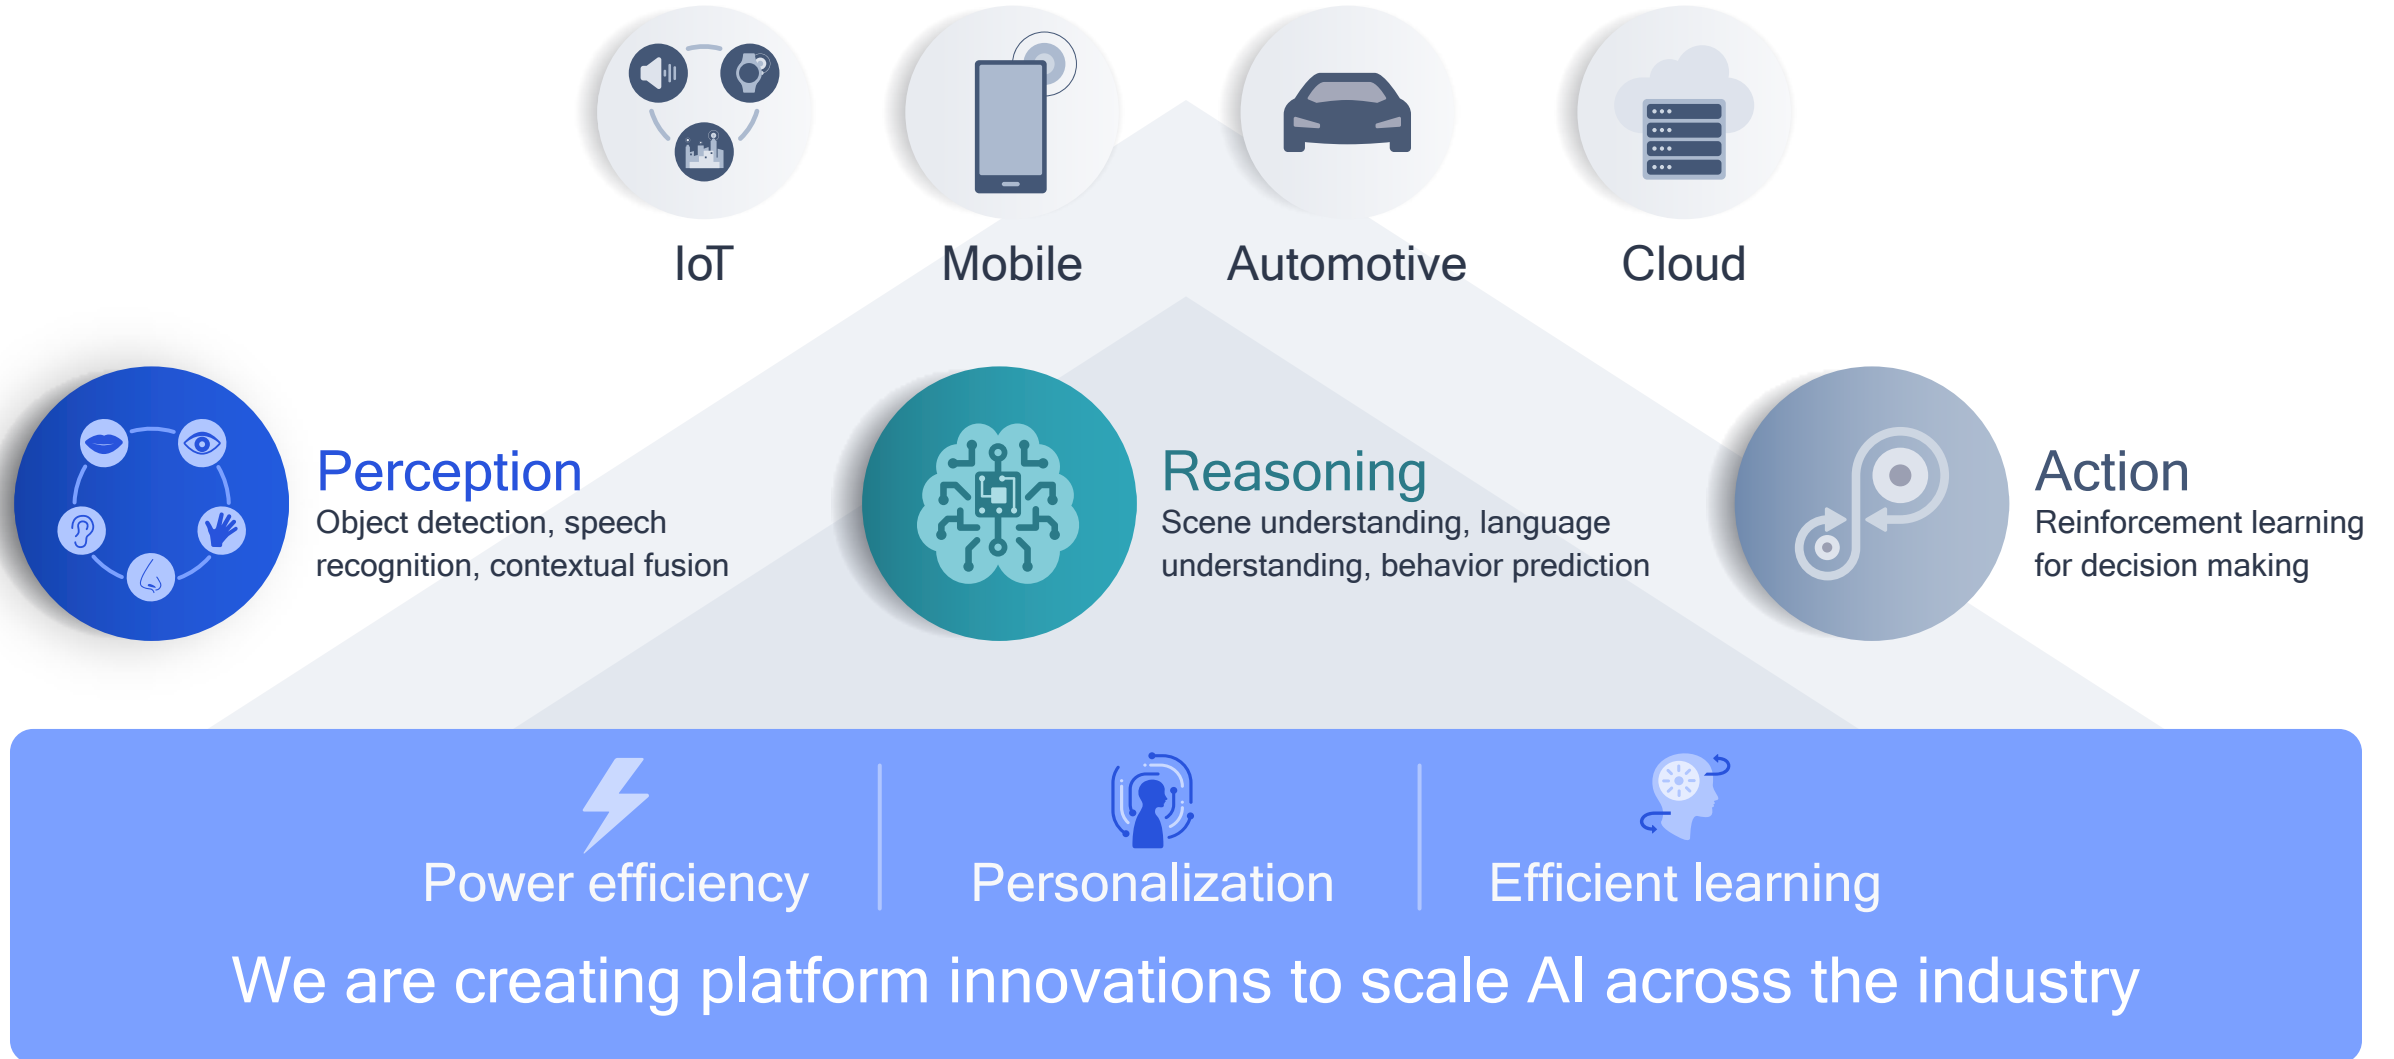 IoT
Mobile
Automotive
Cloud
Perception
Object detection, speech
recognition, contextual fusion
Reasoning
Scene understanding, language
understanding, behavior prediction
Action
Reinforcement learning
for decision making
Power efficiency
Personalization
Efficient learning
We are creating platform innovations to scale AI across the industry